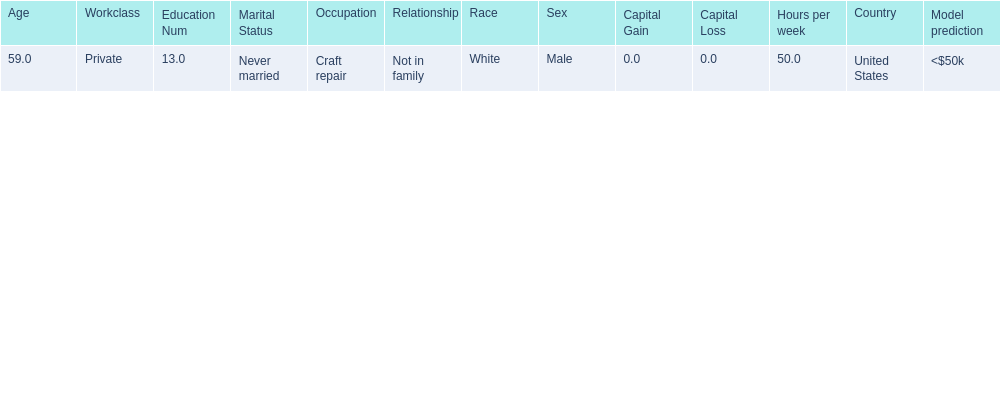 Age Workclass Education Num Marital Status Occupation Relationship Race Sex Capital Gain Capital Loss Hours per week Country Model prediction
59.0 Private 13.0 Never married Craft repair Not in family White Male 0.0 0.0 50.0 United States <$50k